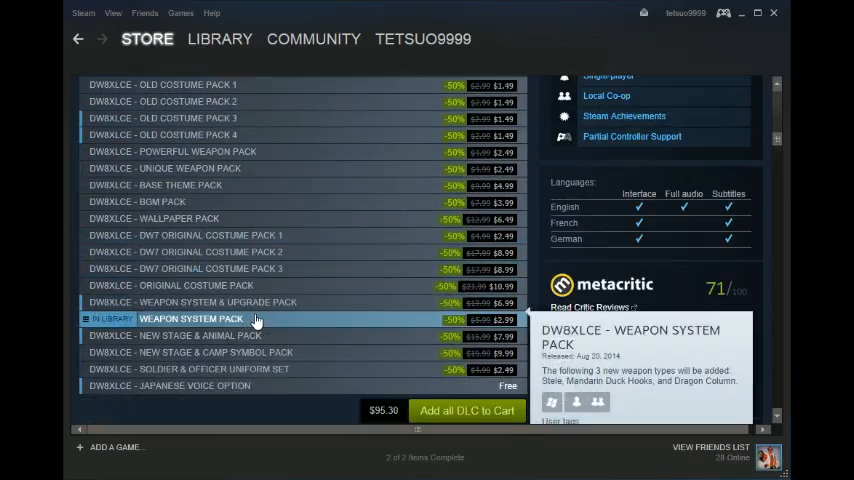 Steam View Friends Games Help
tetsuo9999
STORE LIBRARY COMMUNITY TETSUO9999
DW8XLCE - OLD COSTUME PACK 1 -50% $2.99 $1.49
DW8XLCE - OLD COSTUME PACK 2 -50% $2.99 $1.49
DW8XLCE - OLD COSTUME PACK 3 -50% $2.99 $1.49
DW8XLCE - OLD COSTUME PACK 4 -50% $2.99 $1.49
DW8XLCE - POWERFUL WEAPON PACK -50% $4.99 $2.49
DW8XLCE - UNIQUE WEAPON PACK -50% $4.99 $2.49
DW8XLCE - BASE THEME PACK -50% $9.99 $4.99
DW8XLCE - BGM PACK -50% $7.99 $3.99
DW8XLCE - WALLPAPER PACK -50% $12.99 $6.49
DW8XLCE - DW7 ORIGINAL COSTUME PACK 1 -50% $4.99 $2.49
DW8XLCE - DW7 ORIGINAL COSTUME PACK 2 -50% $17.99 $8.99
DW8XLCE - DW7 ORIGINAL COSTUME PACK 3 -50% $17.99 $8.99
DW8XLCE - ORIGINAL COSTUME PACK -50% $21.99 $10.99
DW8XLCE - WEAPON SYSTEM & UPGRADE PACK -50% $13.99 $6.99
IN LIBRARY WEAPON SYSTEM PACK -50% $5.99 $2.99
DW8XLCE - NEW STAGE & ANIMAL PACK -50% $15.99 $7.99
DW8XLCE - NEW STAGE & CAMP SYMBOL PACK -50% $19.99 $9.99
DW8XLCE - SOLDIER & OFFICER UNIFORM SET -50% $4.99 $2.49
DW8XLCE - JAPANESE VOICE OPTION Free
$95.30 Add all DLC to Cart
Single-player
Local Co-op
Steam Achievements
Partial Controller Support
Languages:
Interface Full audio Subtitles
English ✓ ✓ ✓
French ✓ ✓
German ✓ ✓
metacritic 71/100
Read Critic Reviews
DW8XLCE - WEAPON SYSTEM
PACK
Released: Aug 20, 2014
The following 3 new weapon types will be added:
Stele, Mandarin Duck Hooks, and Dragon Column.
User tags
+ ADD A GAME...
2 of 2 Items Complete
VIEW FRIENDS LIST
28 Online